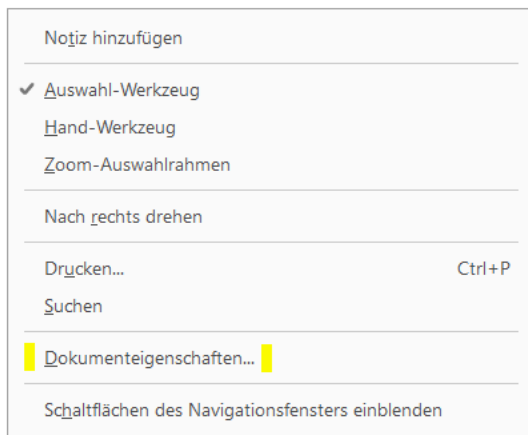 Notiz hinzufügen
Auswahl-Werkzeug
Hand-Werkzeug
Zoom-Auswahlrahmen
Nach rechts drehen
Drucken... Ctrl+P
Suchen
Dokumenteigenschaften...
Schaltflächen des Navigationsfensters einblenden